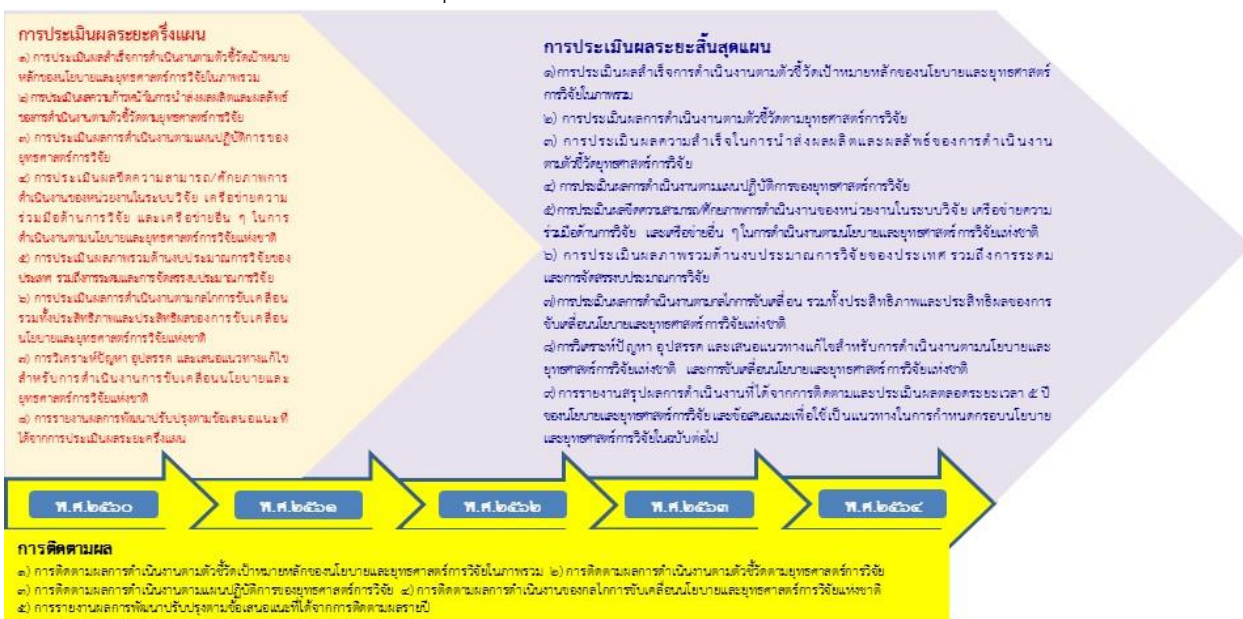 การประเมินผลระยะครึ่งแผน
๑) การประเมินผลสำเร็จการดำเนินงานตามตัวชี้วัดเป้าหมาย
หลักของนโยบายและยุทธศาสตร์การวิจัยในภาพรวม
๒) การประเมินผลความก้าวหน้าในการนำส่งผลผลิตและผลลัพธ์
ของการดำเนินงานตามตัวชี้วัดตามยุทธศาสตร์การวิจัย
๓) การประเมินผลการดำเนินงานตามแผนปฏิบัติการของ
ยุทธศาสตร์การวิจัย
๔) การประเมินผลขีดความสามารถ/ศักยภาพการ
ดำเนินงานของหน่วยงานในระบบวิจัย เครือข่ายความ
ร่วมมือด้านการวิจัย และเครือข่ายอื่น ๆ ในการ
ดำเนินงานตามนโยบายและยุทธศาสตร์การวิจัยแห่งชาติ
๕) การประเมินผลภาพรวมด้านงบประมาณการวิจัยของ
ประเทศ รวมถึงการระดมและการจัดสรรงบประมาณการวิจัย
๖) การประเมินผลการดำเนินงานตามกลไกการขับเคลื่อน
รวมทั้งประสิทธิภาพและประสิทธิผลของการขับเคลื่อน
นโยบายและยุทธศาสตร์การวิจัยแห่งชาติ
๗) การวิเคราะห์ปัญหา อุปสรรค และเสนอแนวทางแก้ไข
สำหรับการดำเนินงานการขับเคลื่อนนโยบายและ
ยุทธศาสตร์การวิจัยแห่งชาติ
๘) การรายงานผลการพัฒนาปรับปรุงตามข้อเสนอแนะที่
ได้จากการประเมินผลระยะครึ่งแผน
การประเมินผลระยะสิ้นสุดแผน
๑)การประเมินผลสำเร็จการดำเนินงานตามตัวชี้วัดเป้าหมายหลักของนโยบายและยุทธศาสตร์
การวิจัยในภาพรวม
๒) การประเมินผลการดำเนินงานตามตัวชี้วัดตามยุทธศาสตร์การวิจัย
๓) การประเมินผลความสำเร็จในการนำส่งผลผลิตและผลลัพธ์ของการดำเนินงาน
ตามตัวชี้วัดยุทธศาสตร์การวิจัย
๔) การประเมินผลการดำเนินงานตามแผนปฏิบัติการของยุทธศาสตร์การวิจัย
๕)การประเมินผลขีดความสามารถ/ศักยภาพการดำเนินงานของหน่วยงานในระบบวิจัย เครือข่ายความ
ร่วมมือด้านการวิจัย และเครือข่ายอื่น ๆ ในการดำเนินงานตามนโยบายและยุทธศาสตร์การวิจัยแห่งชาติ
๖) การประเมินผลภาพรวมด้านงบประมาณการวิจัยของประเทศ รวมถึงการระดม
และการจัดสรรงบประมาณการวิจัย
๗)การประเมินผลการดำเนินงานตามกลไกการขับเคลื่อน รวมทั้งประสิทธิภาพและประสิทธิผลของการ
ขับเคลื่อนนโยบายและยุทธศาสตร์การวิจัยแห่งชาติ
๘)การวิเคราะห์ปัญหา อุปสรรค และเสนอแนวทางแก้ไขสำหรับการดำเนินงานตามนโยบายและ
ยุทธศาสตร์การวิจัยแห่งชาติ และการขับเคลื่อนนโยบายและยุทธศาสตร์การวิจัยแห่งชาติ
๙)การรายงานสรุปผลการดำเนินงานที่ได้จากการติดตามและประเมินผลตลอดระยะเวลา ๕ ปี
ของนโยบายและยุทธศาสตร์การวิจัย และข้อเสนอแนะเพื่อใช้เป็นแนวทางในการกำหนดกรอบนโยบาย
และยุทธศาสตร์การวิจัยในฉบับต่อไป
พ.ศ.๒๕๖๐ พ.ศ.๒๕๖๑ พ.ศ.๒๕๖๒ พ.ศ.๒๕๖๓ พ.ศ.๒๕๖๔
การติดตามผล
๑) การติดตามผลการดำเนินงานตามตัวชี้วัดเป้าหมายหลักของนโยบายและยุทธศาสตร์การวิจัยในภาพรวม ๒) การติดตามผลการดำเนินงานตามตัวชี้วัดตามยุทธศาสตร์การวิจัย
๓) การติดตามผลการดำเนินงานตามแผนปฏิบัติการของยุทธศาสตร์การวิจัย ๔) การติดตามผลการดำเนินงานของกลไกการขับเคลื่อนนโยบายและยุทธศาสตร์การวิจัยแห่งชาติ
๕) การรายงานผลการพัฒนาปรับปรุงตามข้อเสนอแนะที่ได้จากการติดตามผลรายปี